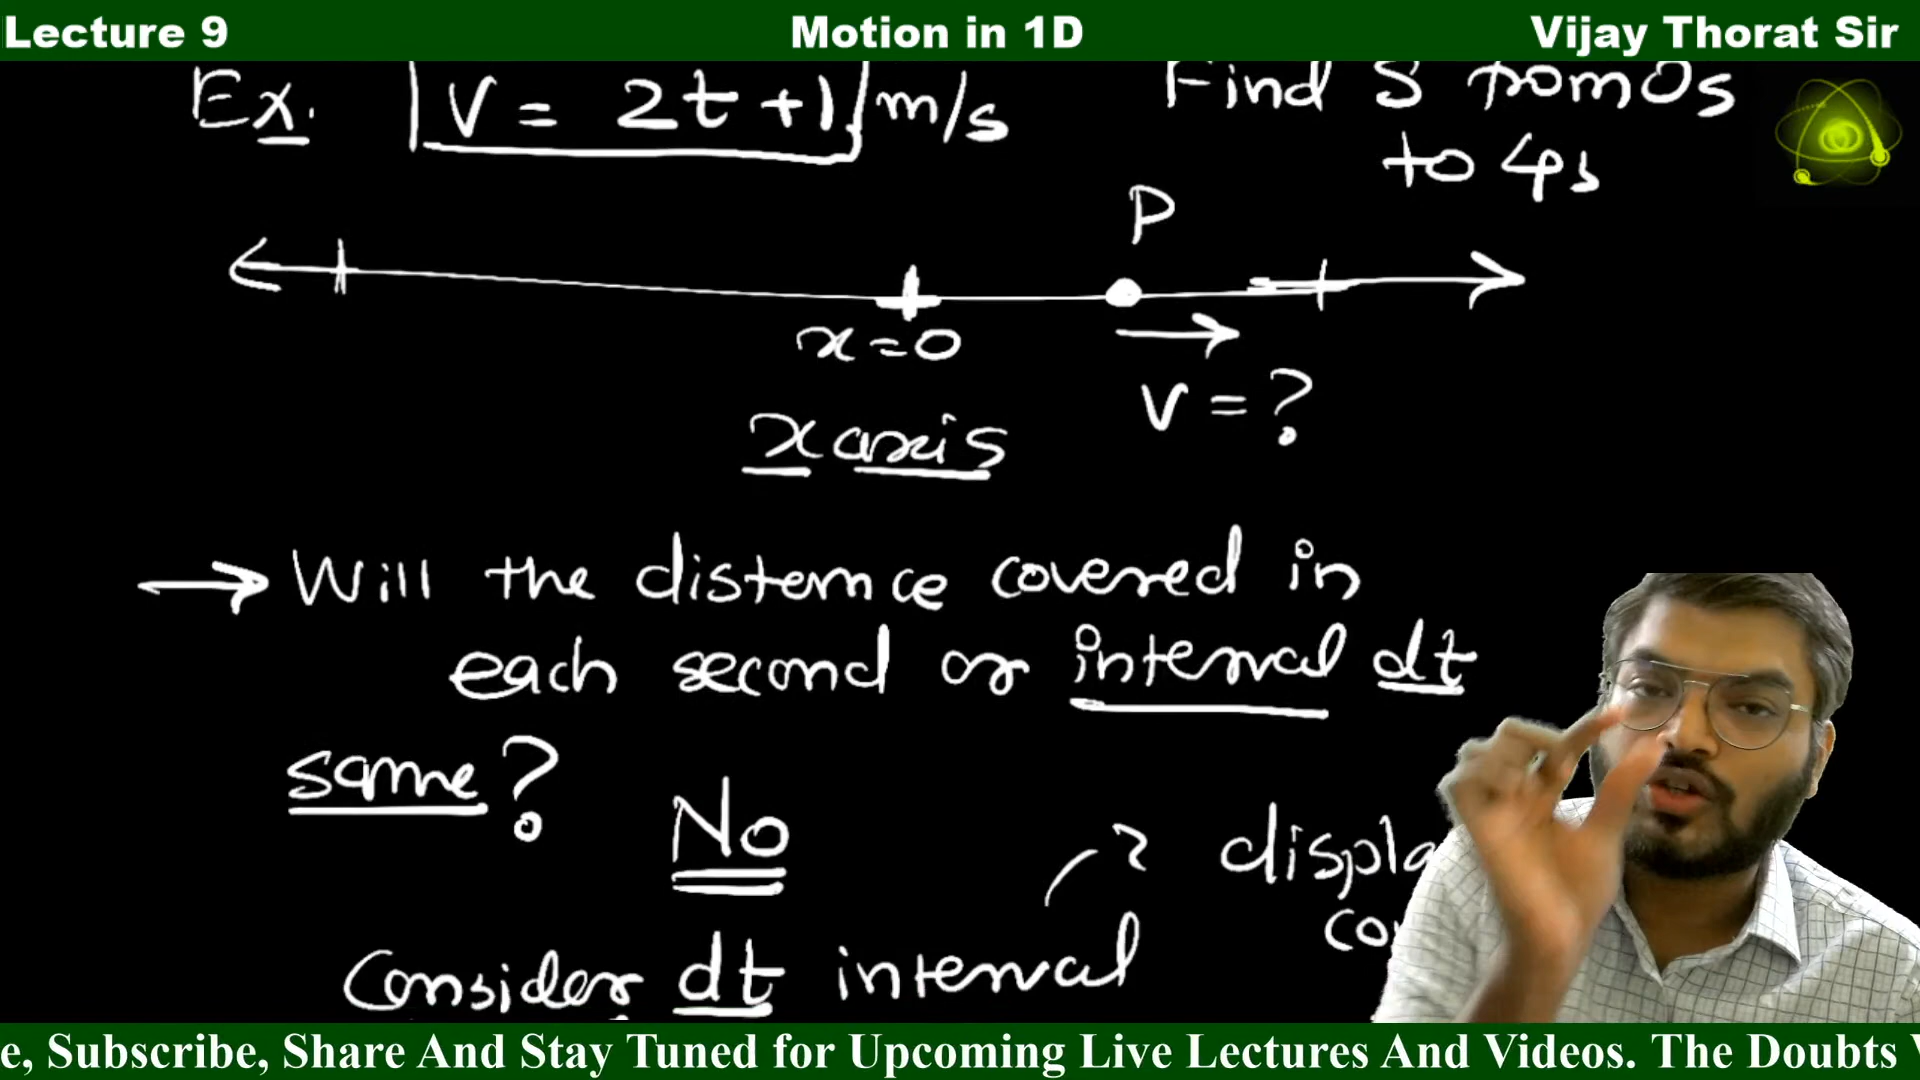 Lecture 9 Motion in 1D Vijay Thorat Sir
Ex. V = 2t + 1 m/s Find S from 0s
to 4s
P
x=0
V = ?
x axis
→ Will the distance covered in
each second or interval dt
same?
No
displa
Consider dt interval
e, Subscribe, Share And Stay Tuned for Upcoming Live Lectures And Videos. The Doubts